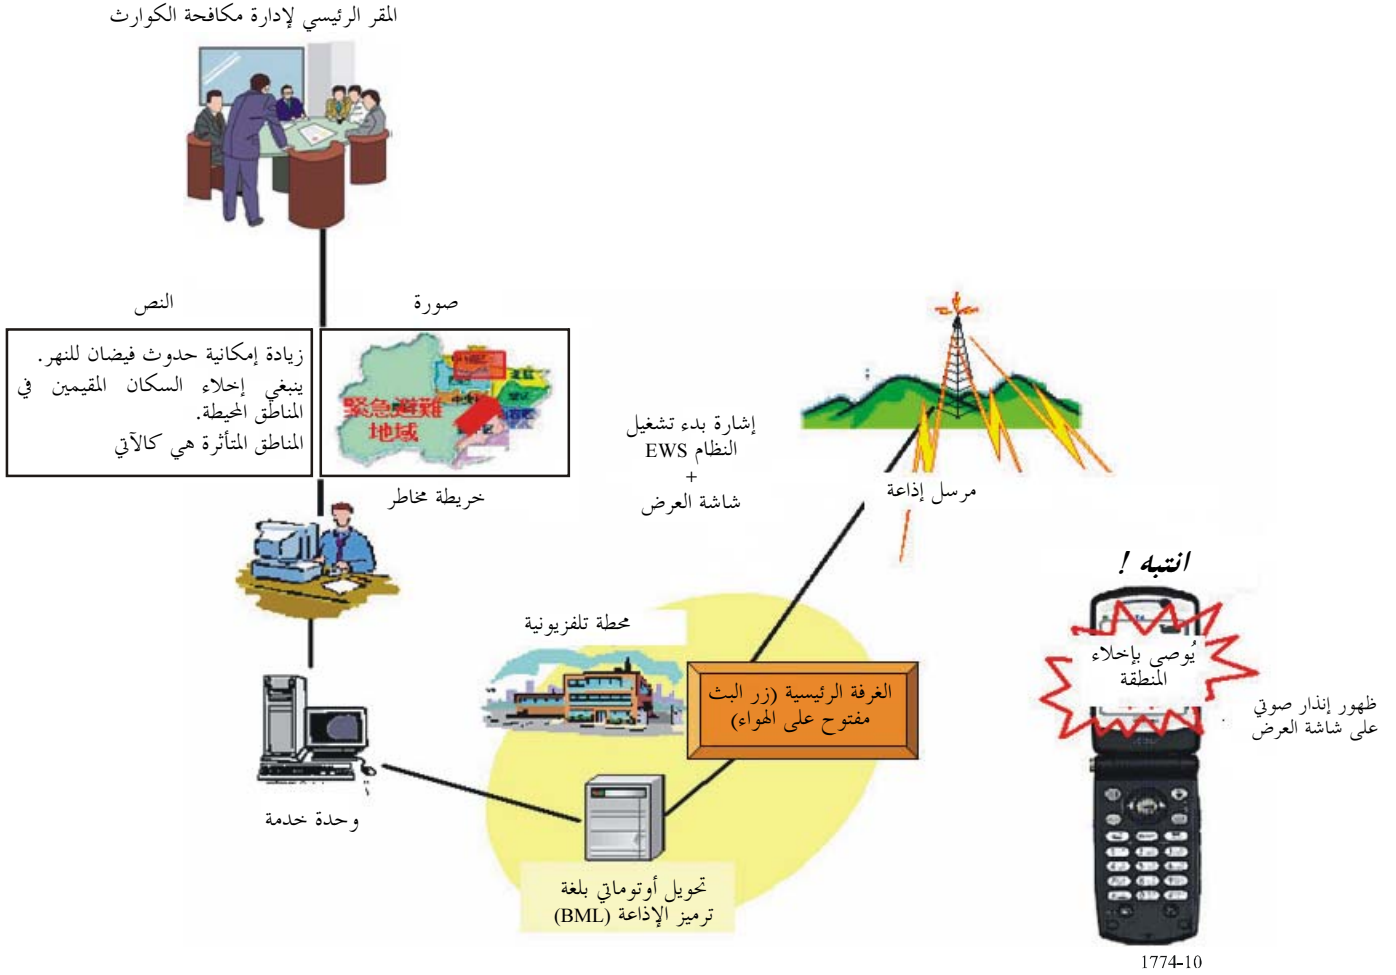 المقر الرئيسي لإدارة مكافحة الكوارث
صورة
النص
زيادة إمكانية حدوث فيضان للنهر.
ينبغي إخلاء السكان المقيمين في
المناطق المحيطة.
المناطق المتأثرة هي كالآتي
緊急避難
地域
خريطة مخاطر
إشارة بدء تشغيل
النظام EWS
+
شاشة العرض
مرسل إذاعة
انتبه !
يُوصى بإخلاء
المنطقة
ظهور إنذار صوتي
على شاشة العرض
محطة تلفزيونية
الغرفة الرئيسية (زر البث
مفتوح على الهواء)
وحدة خدمة
تحويل أوتوماتي بلغة
ترميز الإذاعة (BML)
1774-10